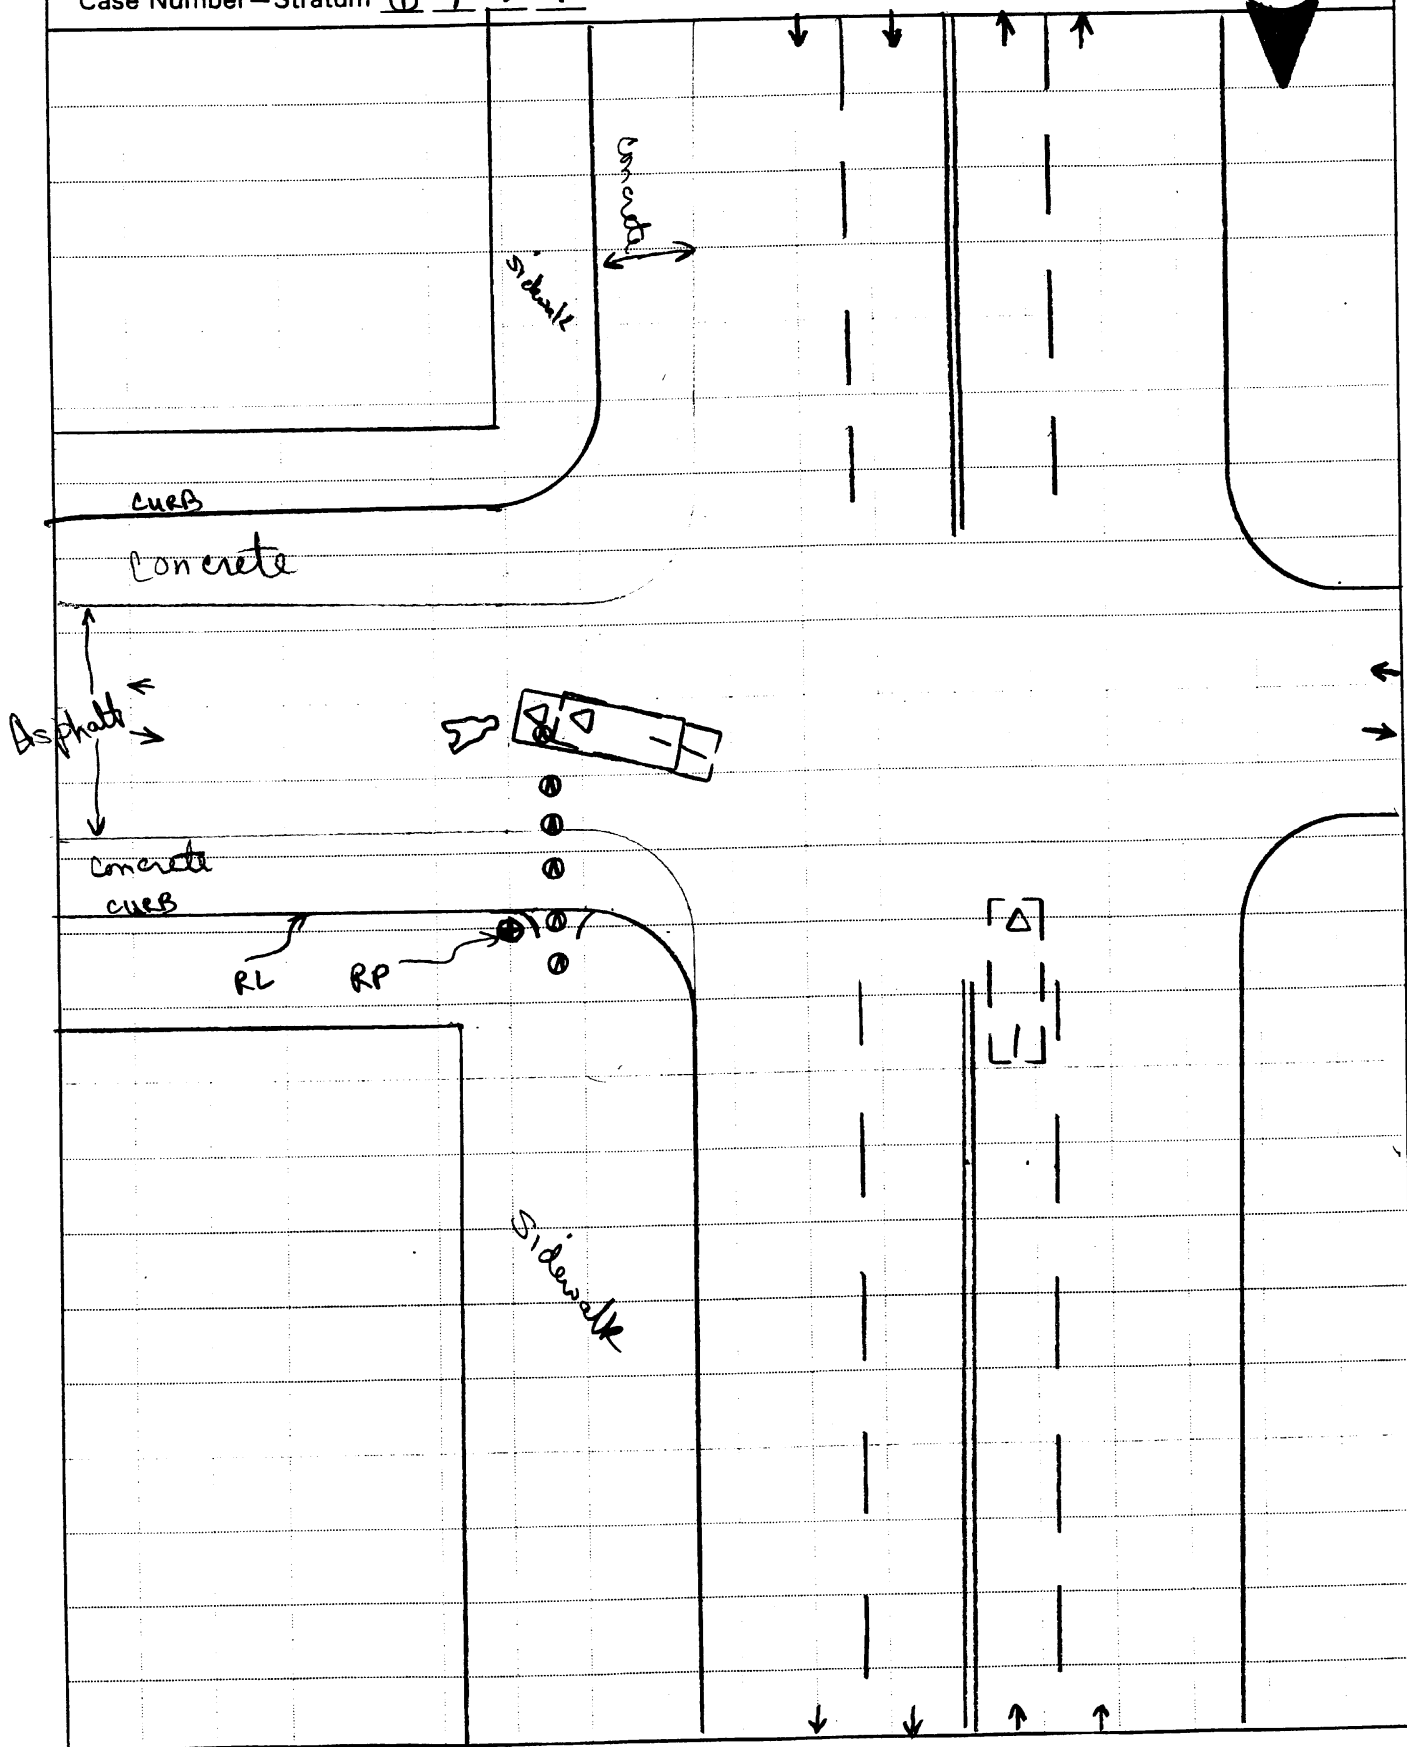 Case Number—Stratum
Concrete
Sidewalk
CURB
Concrete
Asphalt
Concrete
CURB
RL
RP
Sidewalk